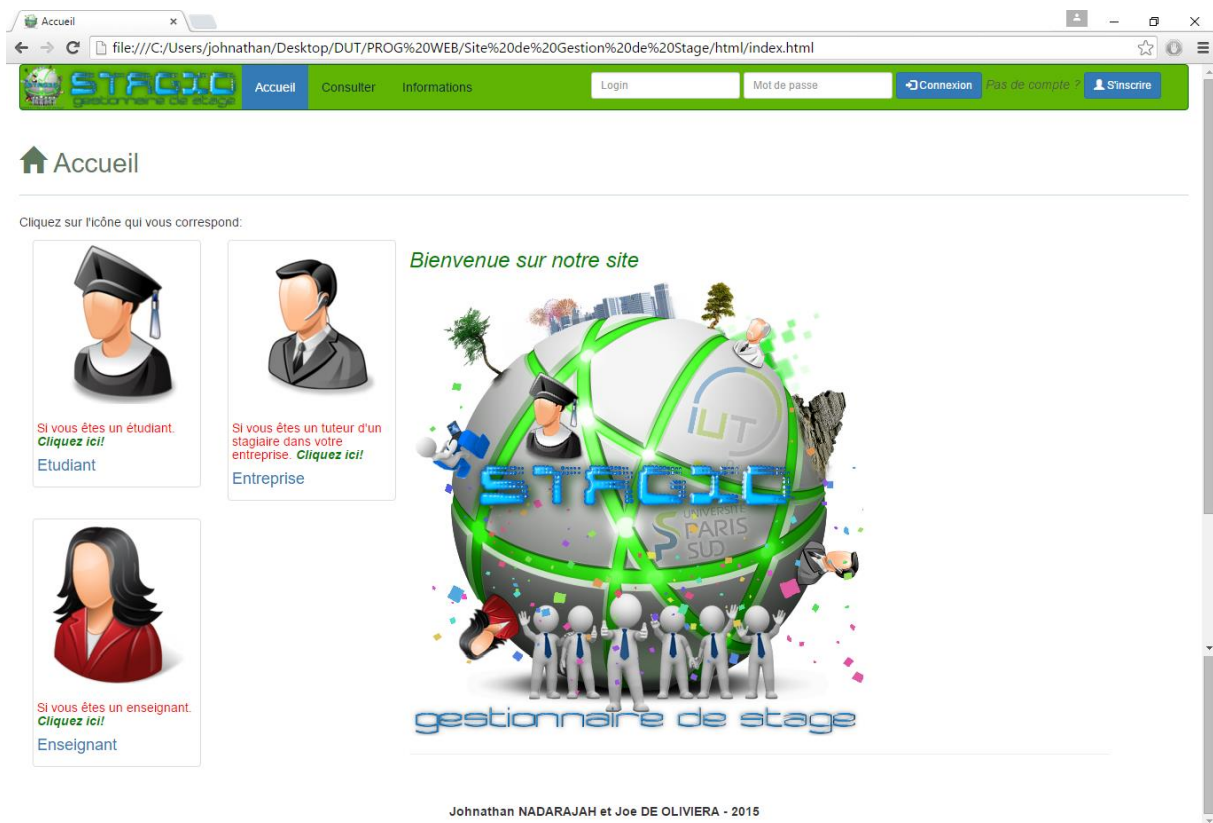 Accueil
file:///C:/Users/johnathan/Desktop/DUT/PROG%20WEB/Site%20de%20Gestion%20de%20Stage/html/index.html
STAGIO
gestionnaire de stage
Accueil Consulter Informations Login Mot de passe Connexion Pas de compte ? S'inscrire
Accueil
Cliquez sur l'icône qui vous correspond:
Si vous êtes un étudiant.
Cliquez ici!
Etudiant
Si vous êtes un tuteur d'un
stagiaire dans votre
entreprise. Cliquez ici!
Entreprise
Si vous êtes un enseignant.
Cliquez ici!
Enseignant
Bienvenue sur notre site
iUT
STAGIO
UNIVERSITÉ
PARIS
SUD
gestionnaire de stage
Johnathan NADARAJAH et Joe DE OLIVIERA - 2015